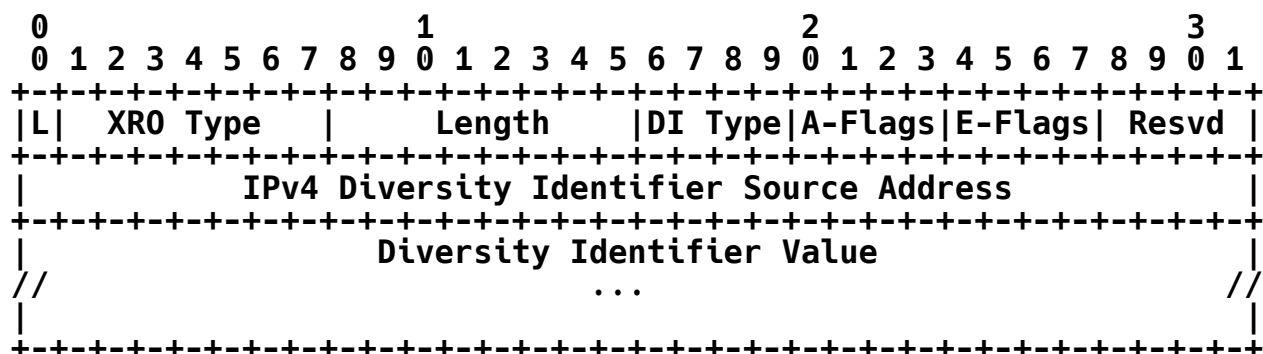 0                   1                   2                   3
 0 1 2 3 4 5 6 7 8 9 0 1 2 3 4 5 6 7 8 9 0 1 2 3 4 5 6 7 8 9 0 1
+-+-+-+-+-+-+-+-+-+-+-+-+-+-+-+-+-+-+-+-+-+-+-+-+-+-+-+-+-+-+-+-+
|L|  XRO Type   |     Length    |DI Type|A-Flags|E-Flags| Resvd |
+-+-+-+-+-+-+-+-+-+-+-+-+-+-+-+-+-+-+-+-+-+-+-+-+-+-+-+-+-+-+-+-+
|           IPv4 Diversity Identifier Source Address            |
+-+-+-+-+-+-+-+-+-+-+-+-+-+-+-+-+-+-+-+-+-+-+-+-+-+-+-+-+-+-+-+-+
|                  Diversity Identifier Value                   |
//                            ...                              //
|                                                               |
+-+-+-+-+-+-+-+-+-+-+-+-+-+-+-+-+-+-+-+-+-+-+-+-+-+-+-+-+-+-+-+-+